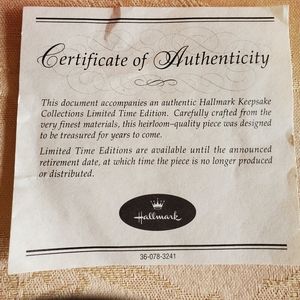 Certificate of Authenticity
This document accompanies an authentic Hallmark Keepsake
Collections Limited Time Edition. Carefully crafted from the
very finest materials, this heirloom-quality piece was designed
to be treasured for years to come.
Limited Time Editions are available until the announced
retirement date, at which time the piece is no longer produced
or distributed.
Hallmark
36-078-3241